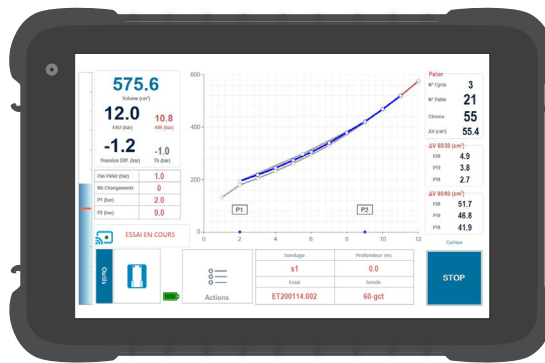 575.6
Volume (cm³)
12.0
EAU (bar)
10.8
AIR (bar)
-1.2
Pression Diff. (bar)
-1.0
Th (bar)
Pas Palier (bar) 1.0
Nb Changements 0
P1 (bar) 2.0
P2 (bar) 9.0
ESSAI EN COURS
Outils
600
400
200
0
0 2 4 6 8 10 12
P1
P2
Actions
Sondage
s1
Profondeur (m)
0.0
Essai
ET200114.002
Sonde
60-gct
Palier
N° Cycle 3
N° Palier 21
Chrono 55
ΔV (cm³) 55.4
ΔV 60/30 (cm³)
P20 4.9
P19 3.8
P18 2.7
ΔV 60/60 (cm³)
P20 51.7
P19 46.8
P18 41.9
Cyclique
STOP